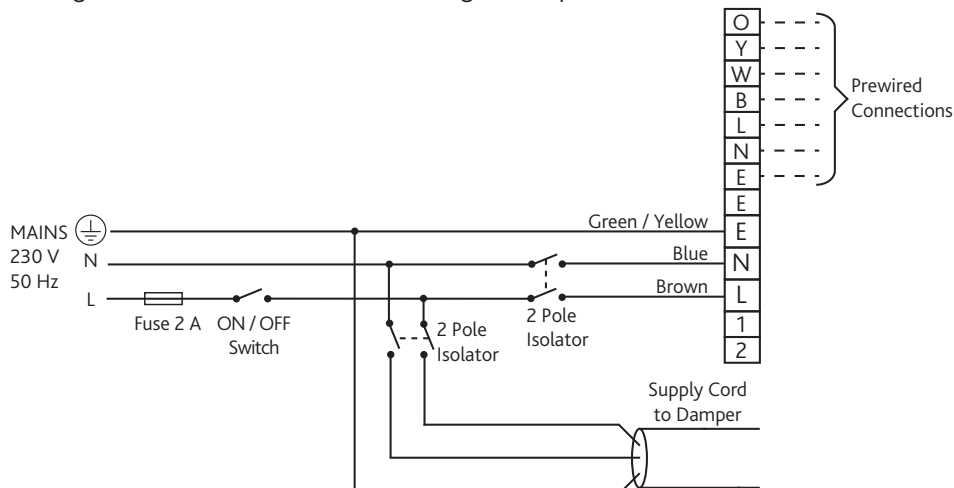 O
Y
W
B
L
N
E
E
E
N
L
1
2
Prewired
Connections
MAINS
230 V
50 Hz
N
L
Green / Yellow
Blue
Brown
Fuse 2 A
ON / OFF
Switch
2 Pole
Isolator
2 Pole
Isolator
Supply Cord
to Damper